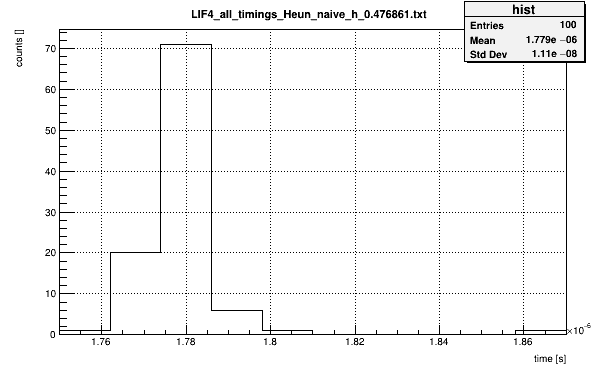 LIF4_all_timings_Heun_naive_h_0.476861.txt
hist
Entries 100
Mean 1.779e −06
Std Dev 1.11e −08
counts []
70
60
50
40
30
20
10
0
1.76 1.78 1.8 1.82 1.84 1.86
×10−6
time [s]